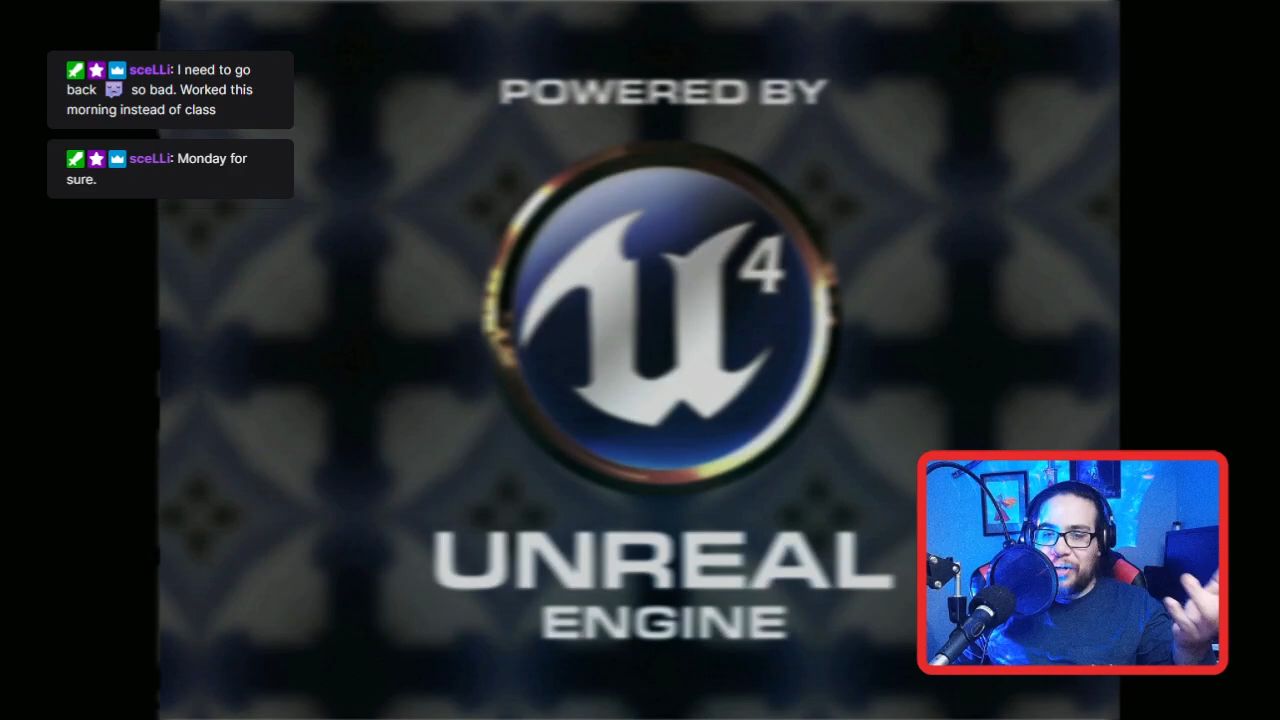 sceLLi: I need to go
back so bad. Worked this
morning instead of class
sceLLi: Monday for
sure.
POWERED BY
U4
UNREAL
ENGINE